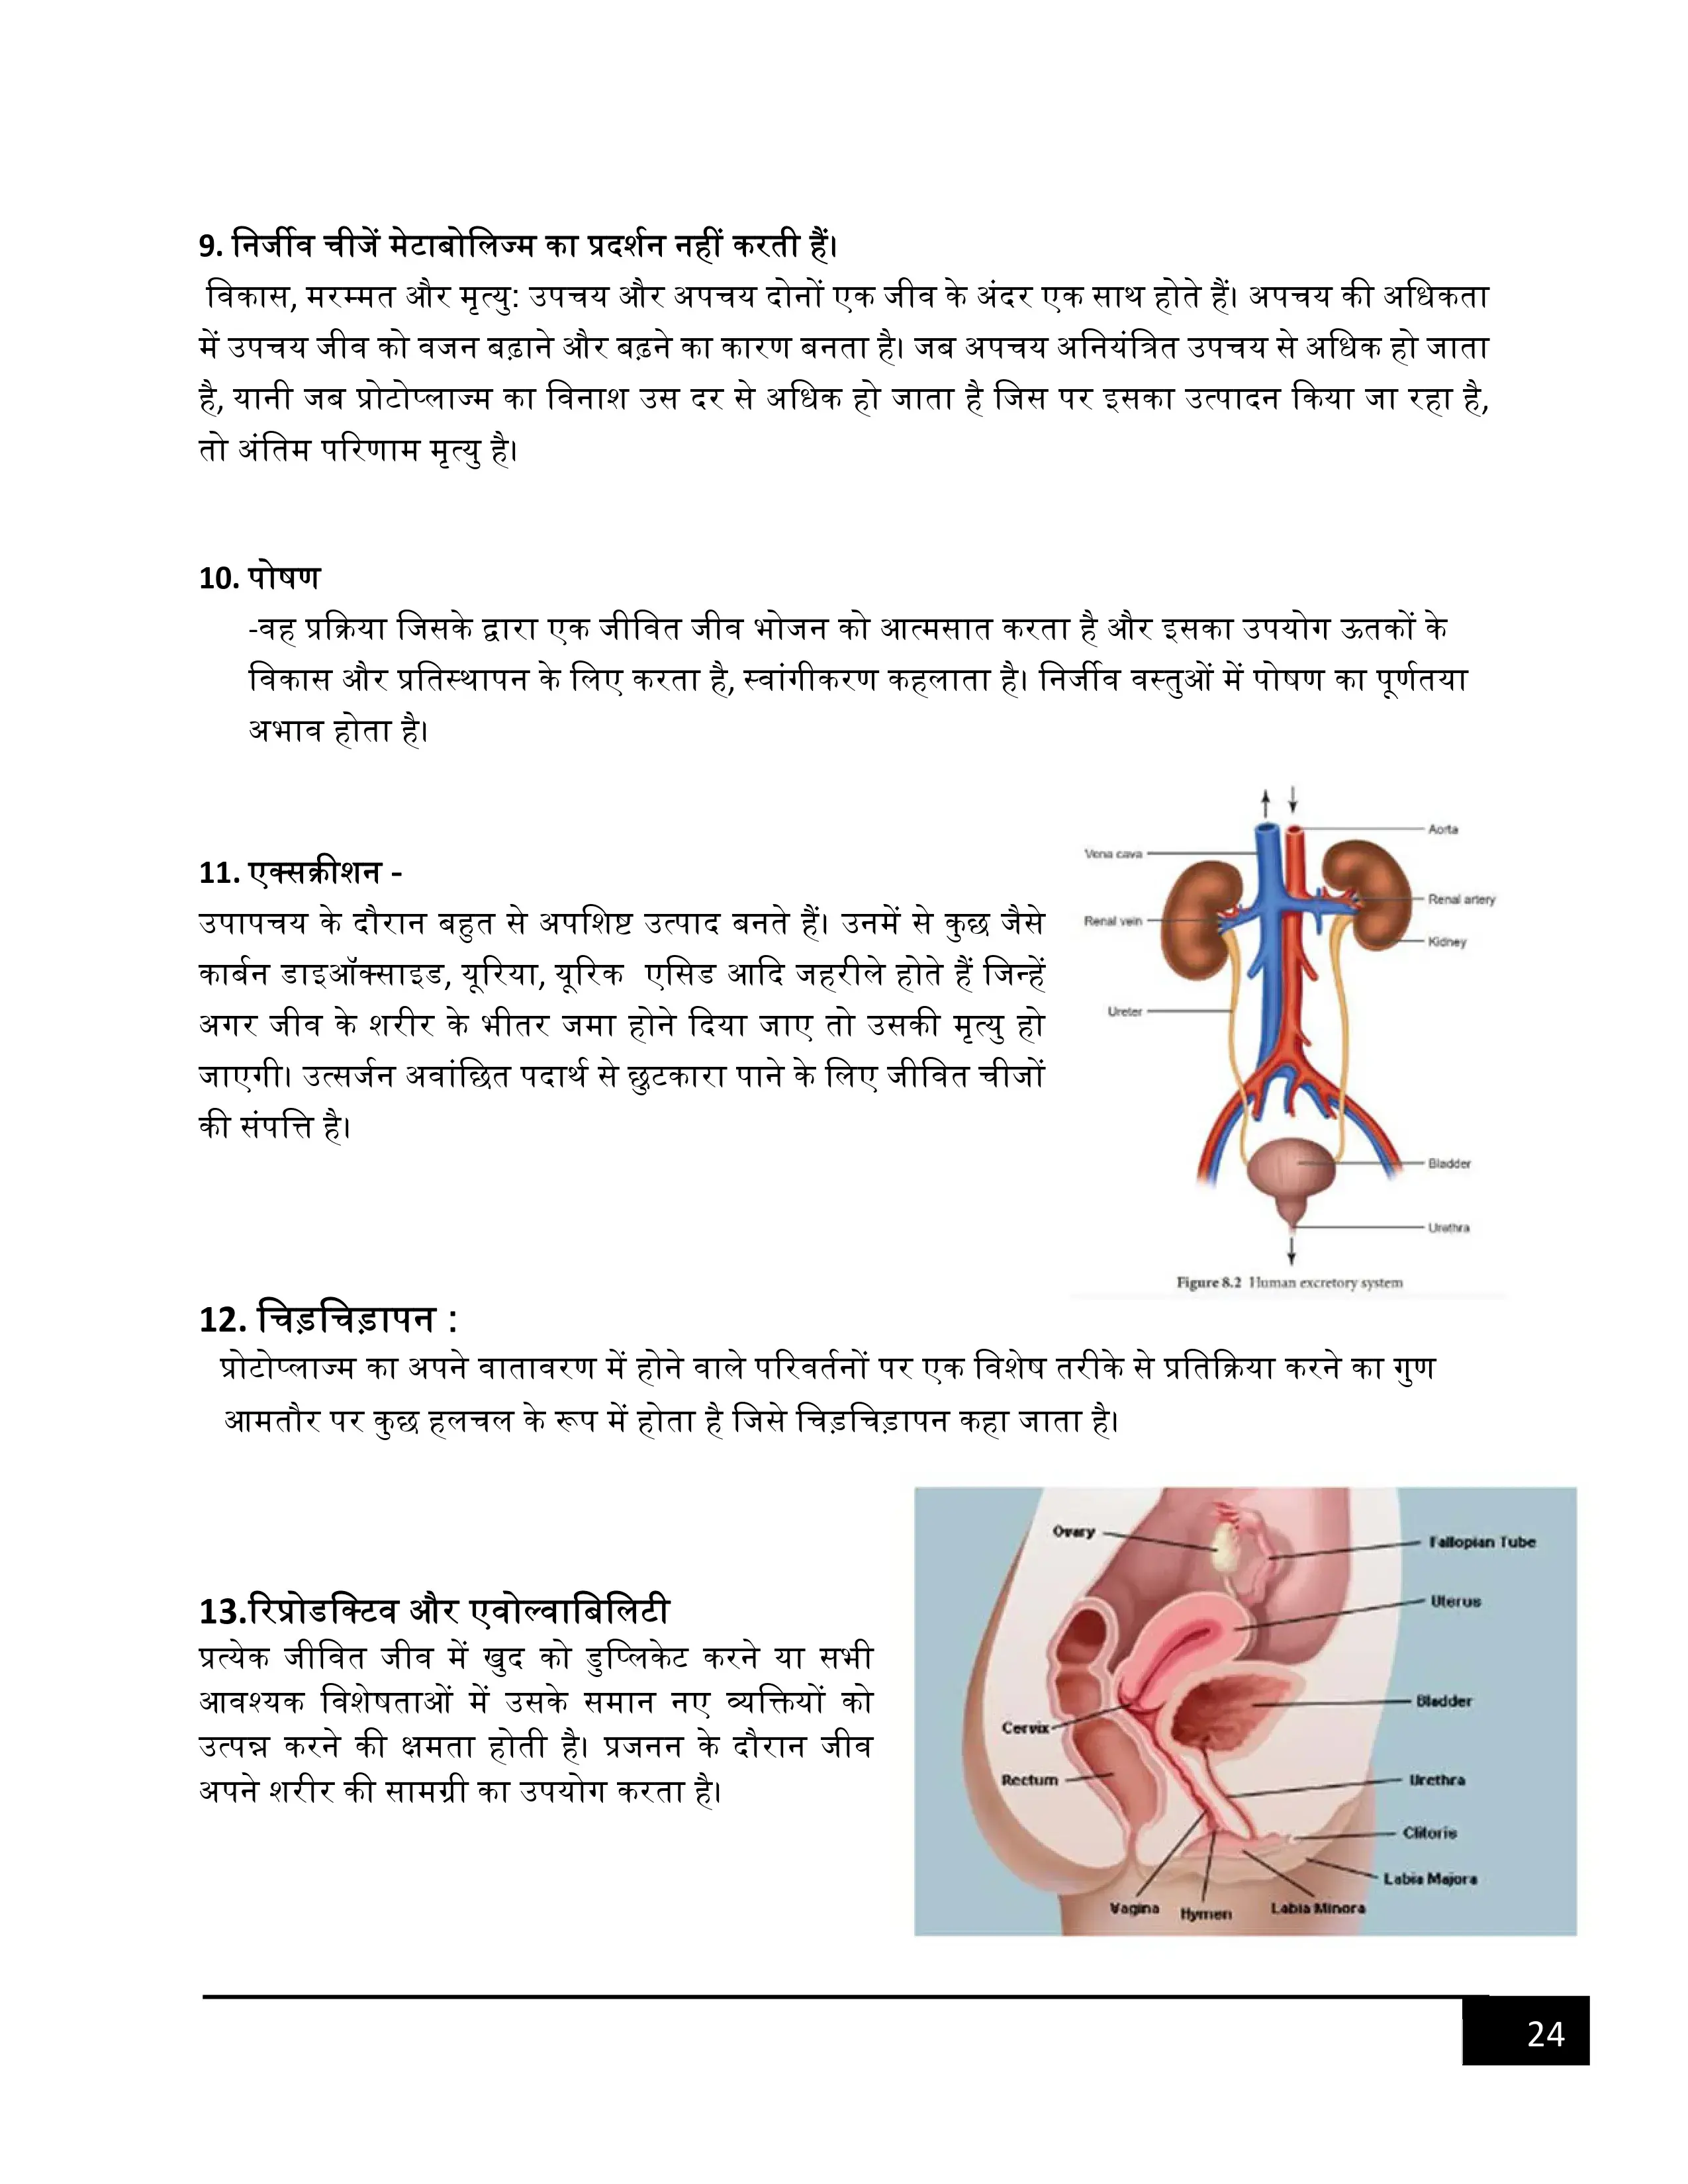 9. निर्जीव चीजें मेटाबोलिज्म का प्रदर्शन नहीं करती हैं।
विकास, मरम्मत और मृत्यु: उपचय और अपचय दोनों एक जीव के अंदर एक साथ होते हैं। अपचय की अधिकता
में उपचय जीव को वजन बढ़ाने और बढ़ने का कारण बनता है। जब अपचय अनियंत्रित उपचय से अधिक हो जाता
है, यानी जब प्रोटोप्लाज्म का विनाश उस दर से अधिक हो जाता है जिस पर इसका उत्पादन किया जा रहा है,
तो अंतिम परिणाम मृत्यु है।
10. पोषण
-वह प्रक्रिया जिसके द्वारा एक जीवित जीव भोजन को आत्मसात करता है और इसका उपयोग ऊतकों के
विकास और प्रतिस्थापन के लिए करता है, स्वांगीकरण कहलाता है। निर्जीव वस्तुओं में पोषण का पूर्णतया
अभाव होता है।
11. एक्सक्रीशन -
उपापचय के दौरान बहुत से अपशिष्ट उत्पाद बनते हैं। उनमें से कुछ जैसे
कार्बन डाइऑक्साइड, यूरिया, यूरिक एसिड आदि जहरीले होते हैं जिन्हें
अगर जीव के शरीर के भीतर जमा होने दिया जाए तो उसकी मृत्यु हो
जाएगी। उत्सर्जन अवांछित पदार्थ से छुटकारा पाने के लिए जीवित चीजों
की संपत्ति है।
Aorta
Vena cava
Renal artery
Renal vein
Kidney
Ureter
Bladder
Urethra
Figure 8.2 Human excretory system
12. चिड़चिड़ापन :
प्रोटोप्लाज्म का अपने वातावरण में होने वाले परिवर्तनों पर एक विशेष तरीके से प्रतिक्रिया करने का गुण
आमतौर पर कुछ हलचल के रूप में होता है जिसे चिड़चिड़ापन कहा जाता है।
13.रिप्रोडक्टिव और एवोल्वाबिलिटी
प्रत्येक जीवित जीव में खुद को डुप्लिकेट करने या सभी
आवश्यक विशेषताओं में उसके समान नए व्यक्तियों को
उत्पन्न करने की क्षमता होती है। प्रजनन के दौरान जीव
अपने शरीर की सामग्री का उपयोग करता है।
Ovary
Fallopian Tube
Uterus
Bladder
Cervix
Rectum
Urethra
Clitoris
Labia Majora
Vagina
Hymen
Labia Minora
24